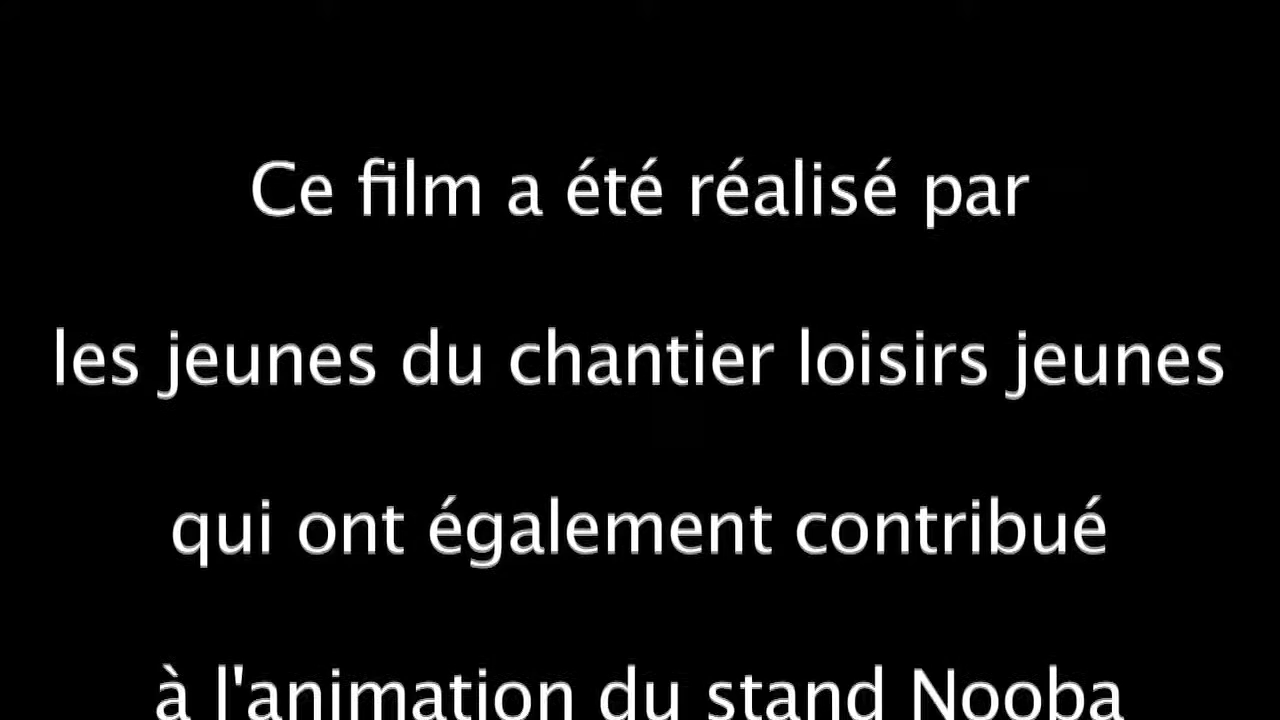 Ce film a été réalisé par
les jeunes du chantier loisirs jeunes
qui ont également contribué
à l'animation du stand Nooba